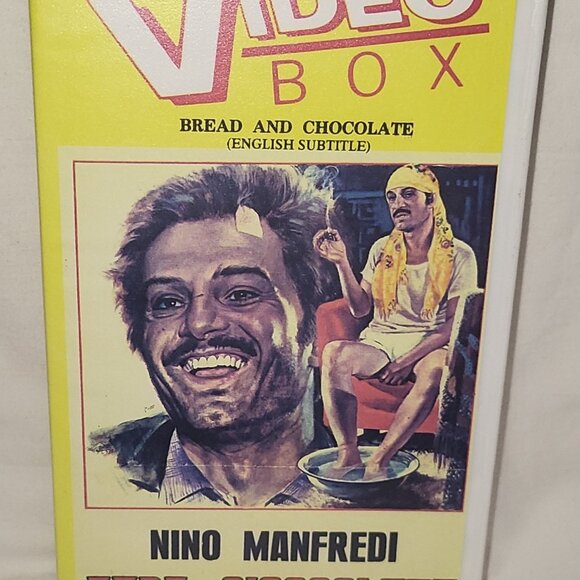 VIDEO
BOX
BREAD AND CHOCOLATE
(ENGLISH SUBTITLE)
NINO MANFREDI